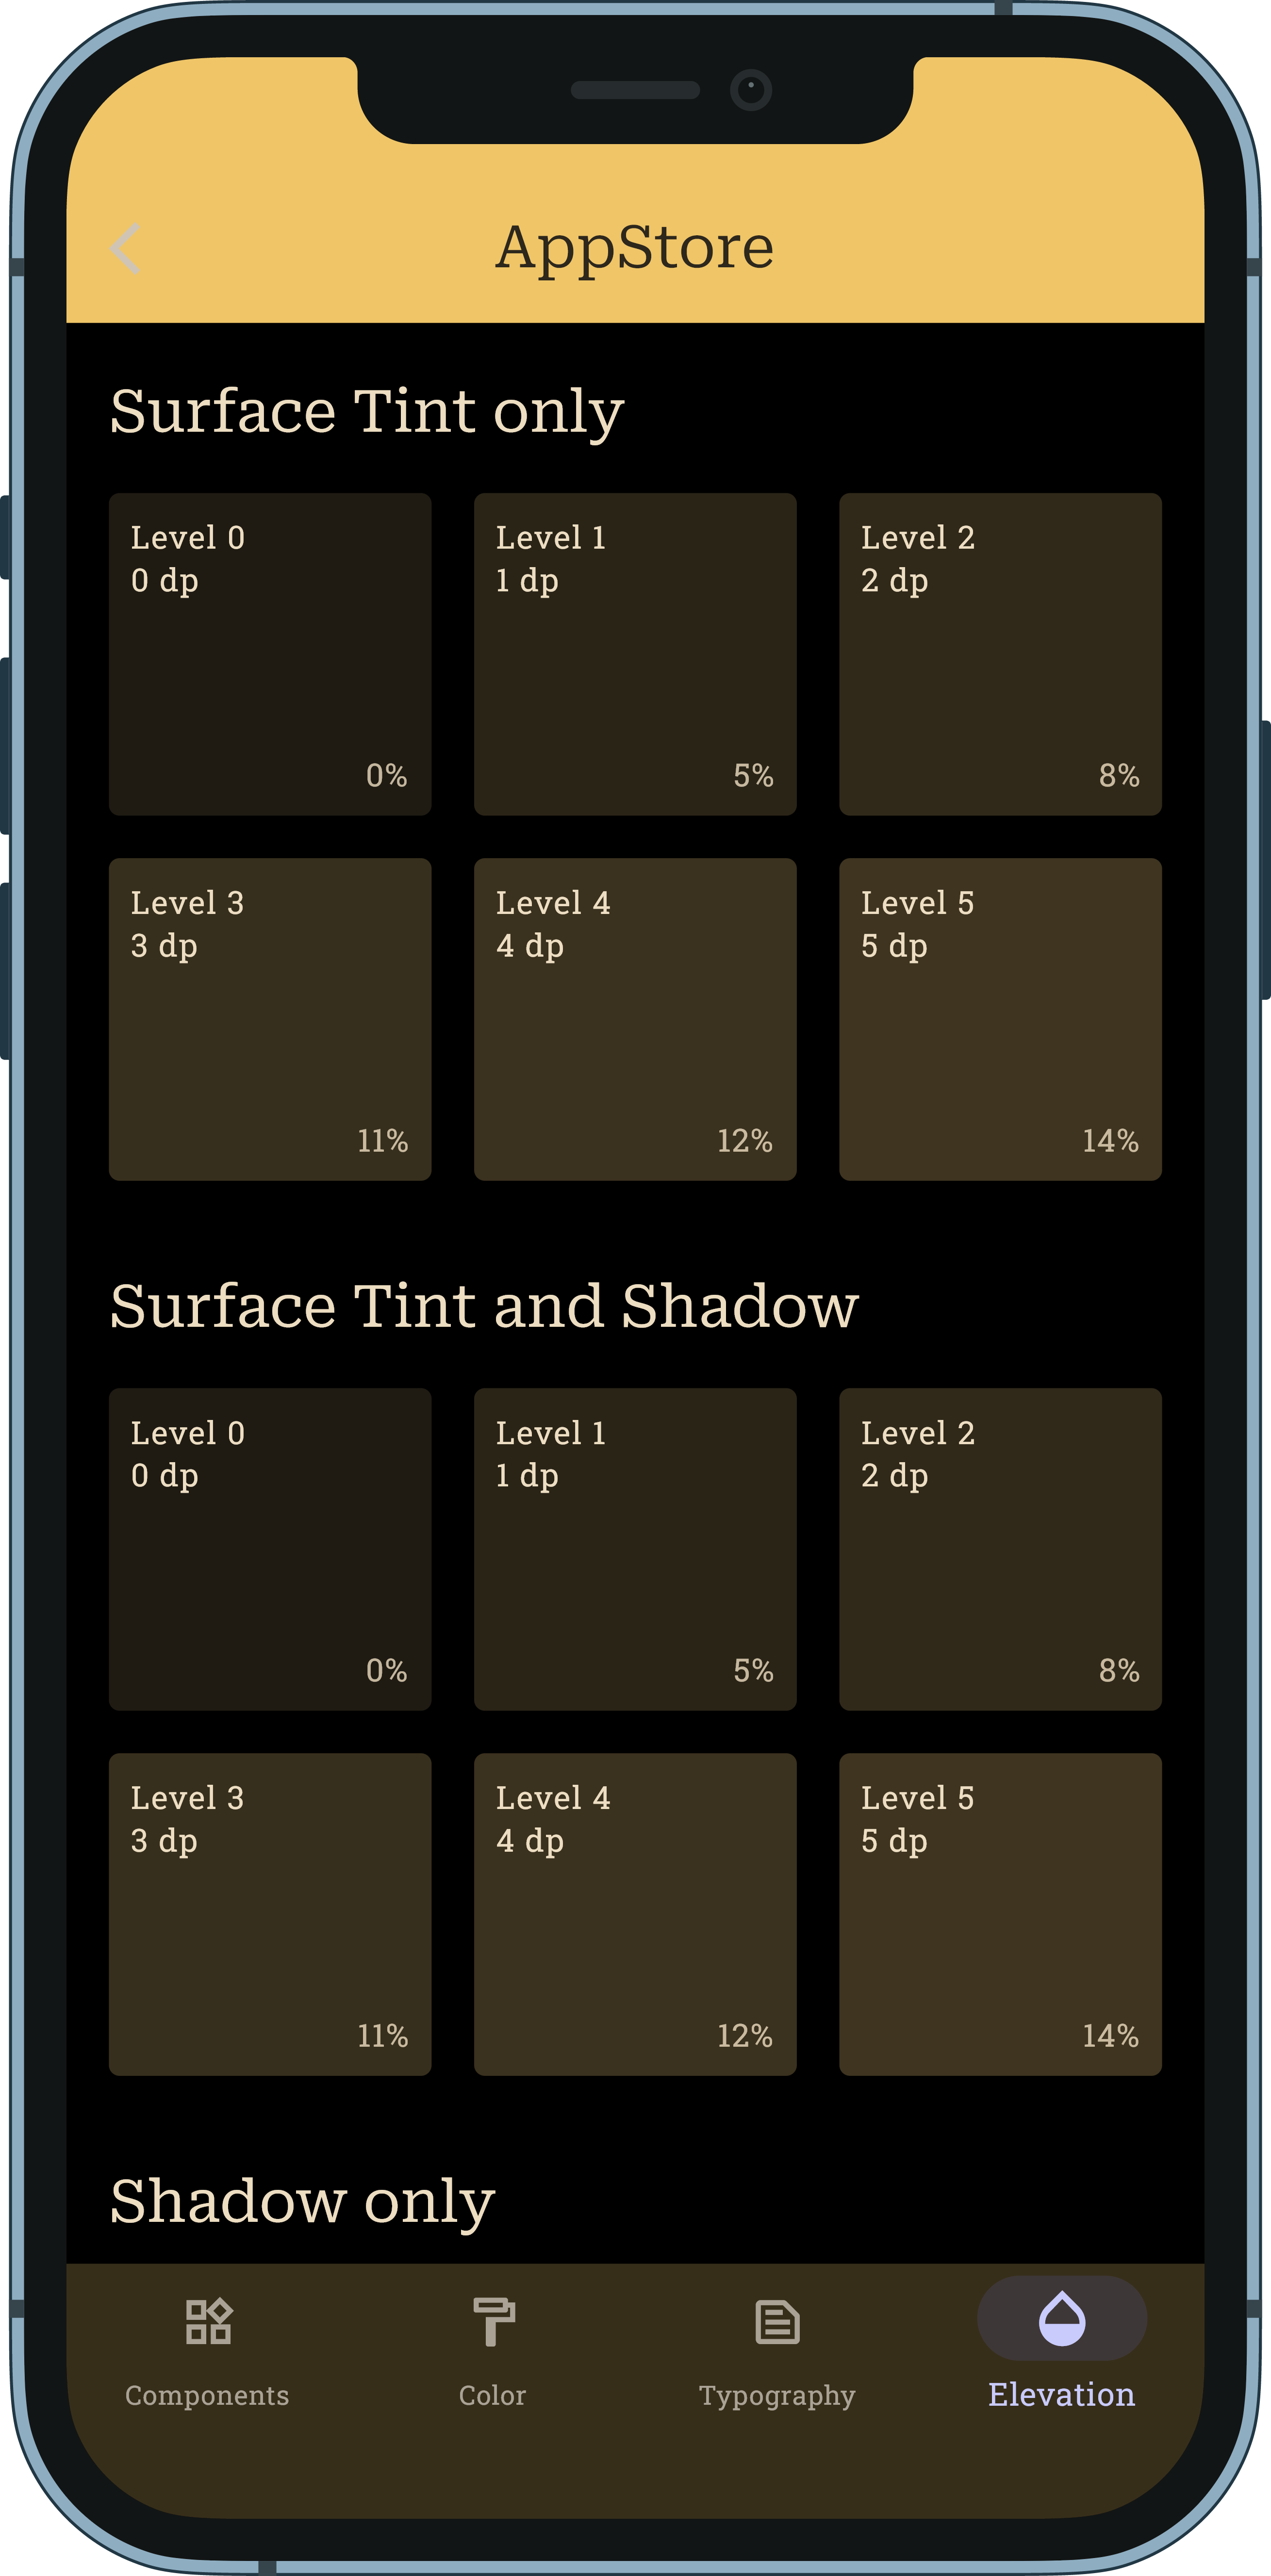 AppStore
Surface Tint only
Level 0
0 dp
0%
Level 1
1 dp
5%
Level 2
2 dp
8%
Level 3
3 dp
11%
Level 4
4 dp
12%
Level 5
5 dp
14%
Surface Tint and Shadow
Level 0
0 dp
0%
Level 1
1 dp
5%
Level 2
2 dp
8%
Level 3
3 dp
11%
Level 4
4 dp
12%
Level 5
5 dp
14%
Shadow only
Components
Color
Typography
Elevation